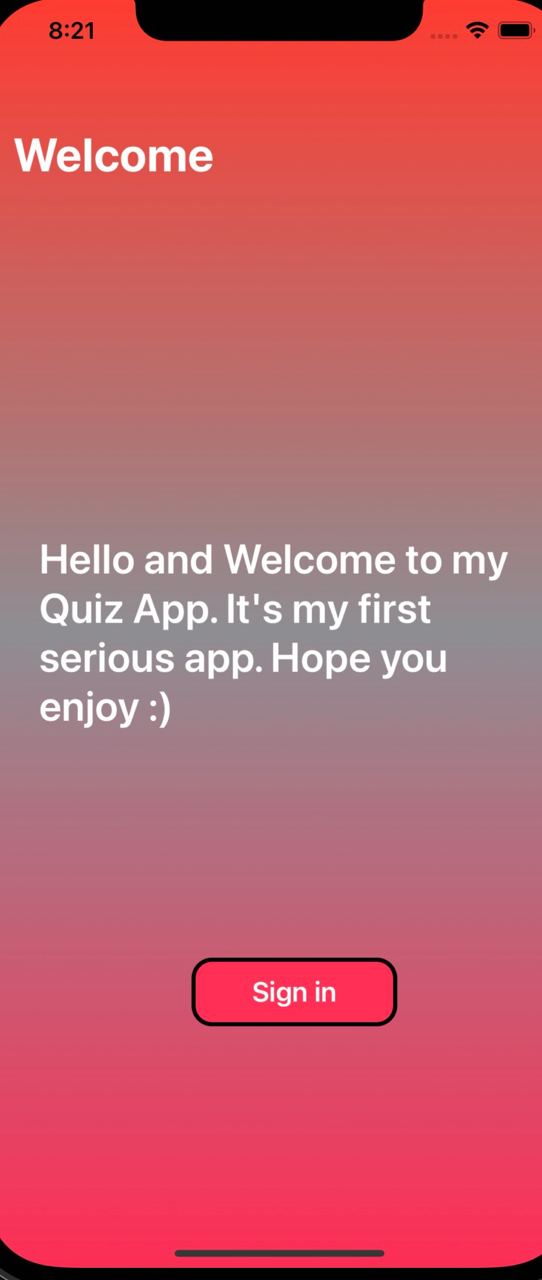 8:21
Welcome
Hello and Welcome to my
Quiz App. It's my first
serious app. Hope you
enjoy :)
Sign in